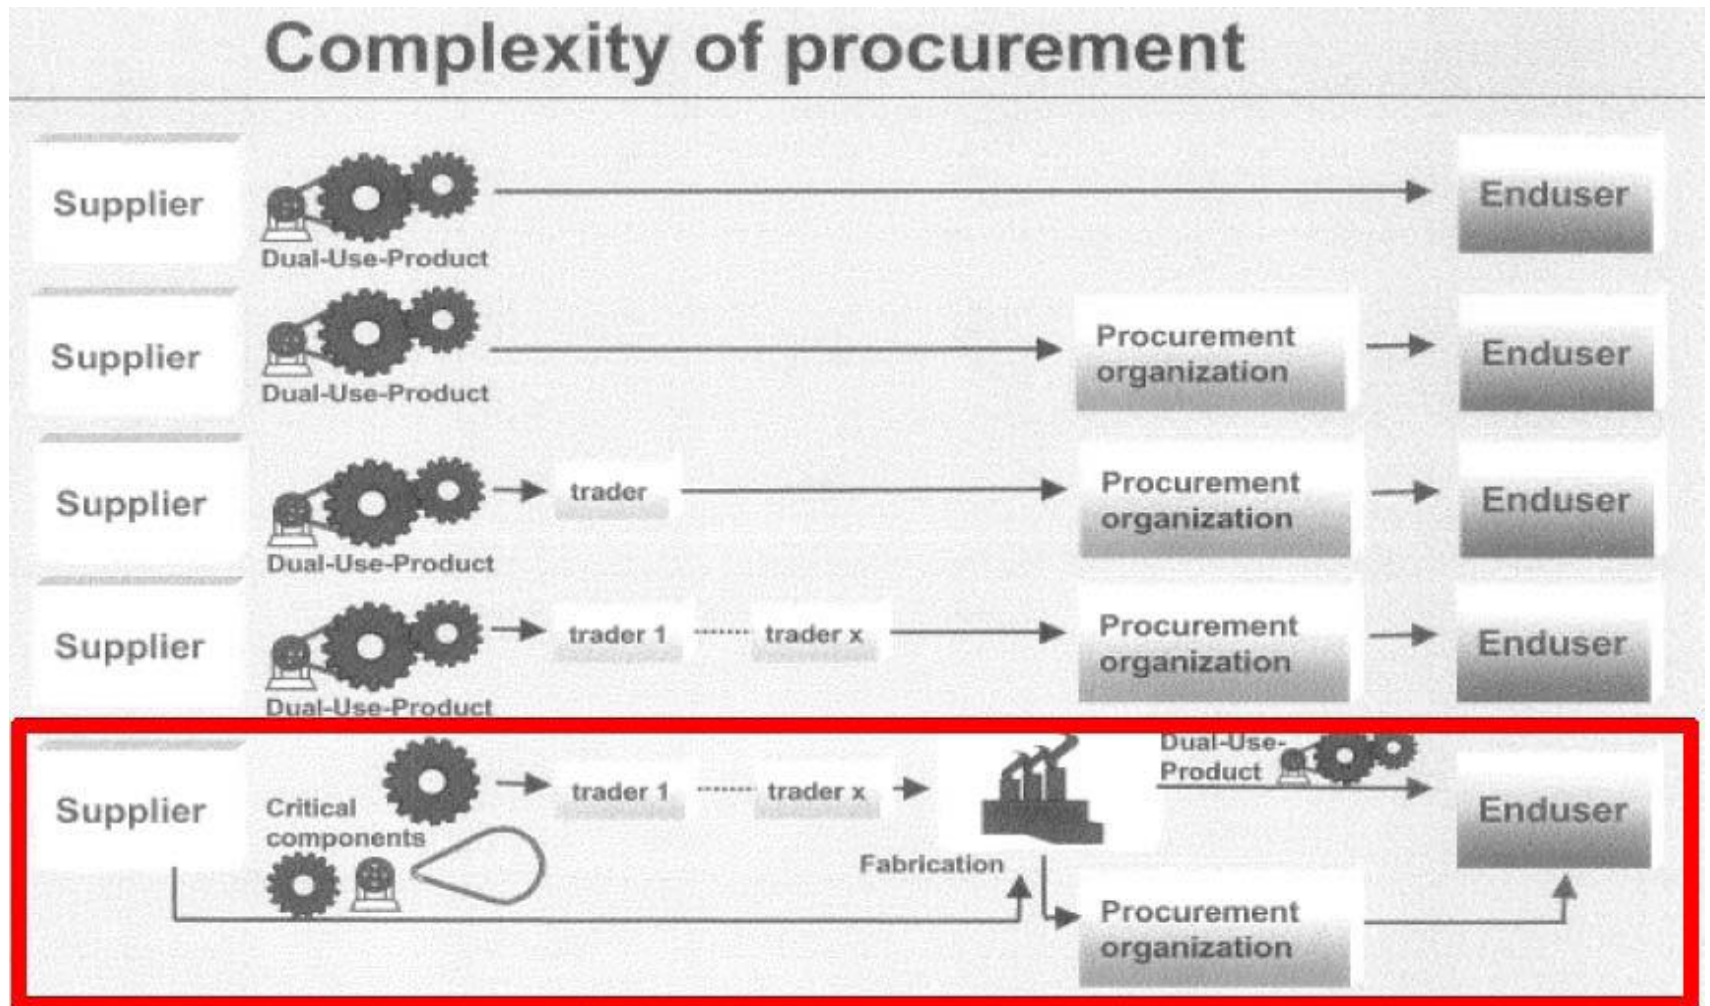 Complexity of procurement
Supplier
Dual-Use-Product
Enduser
Supplier
Dual-Use-Product
Procurement
organization
Enduser
Supplier
Dual-Use-Product
trader
Procurement
organization
Enduser
Supplier
Dual-Use-Product
trader 1
trader x
Procurement
organization
Enduser
Supplier
Critical
components
trader 1
trader x
Fabrication
Dual-Use-
Product
Procurement
organization
Enduser